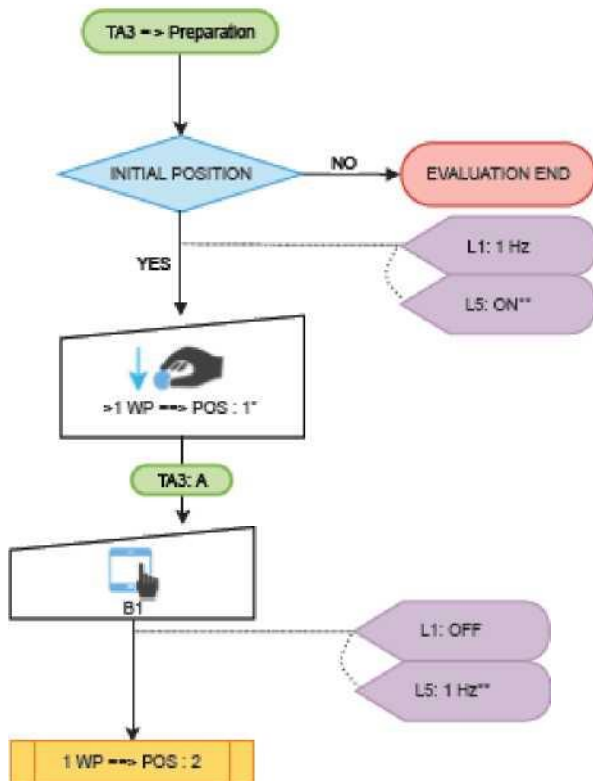 TA3 => Preparation
INITIAL POSITION
NO
EVALUATION END
YES
L1: 1 Hz
L5: ON**
>1 WP ==> POS : 1*
TA3: A
B1
L1: OFF
L5: 1 Hz**
1 WP ==> POS : 2